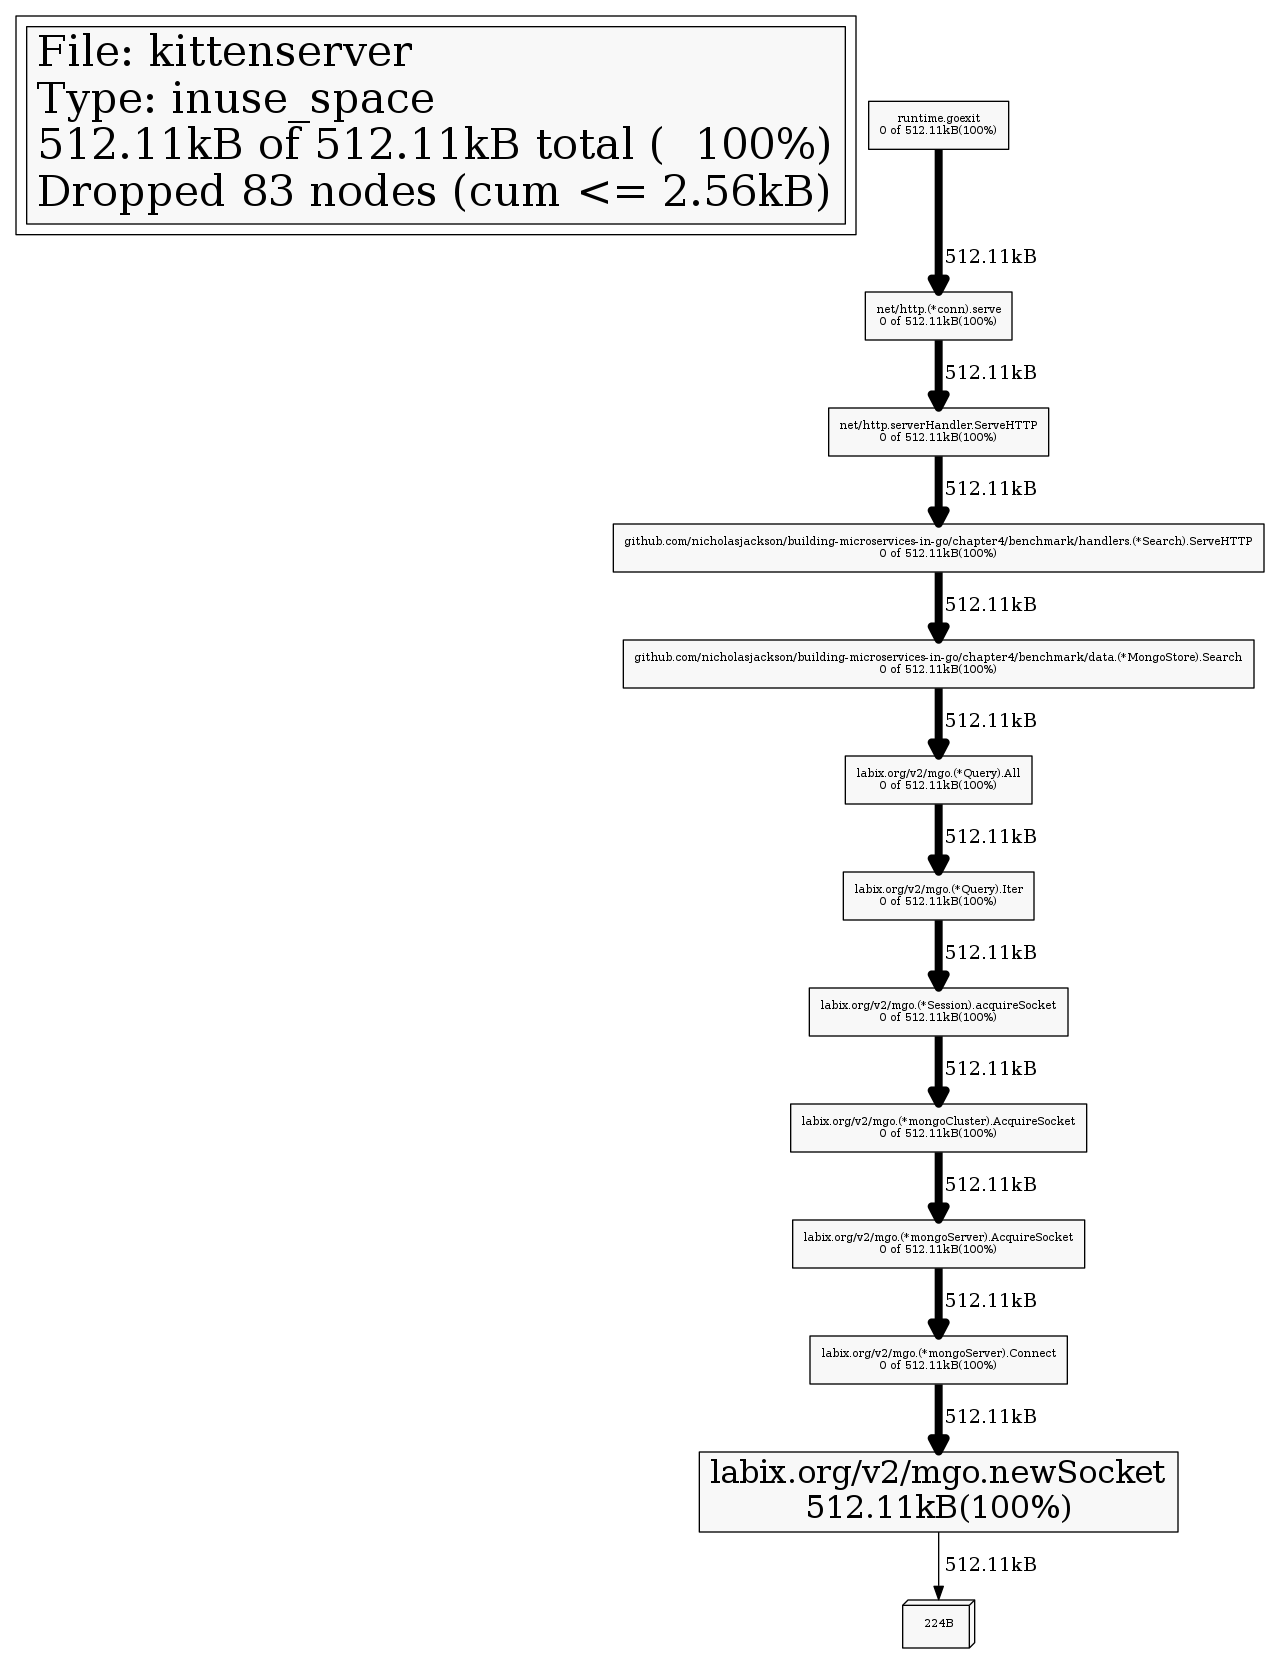 File: kittenserver
Type: inuse_space
512.11kB of 512.11kB total (  100%)
Dropped 83 nodes (cum <= 2.56kB)
runtime.goexit
0 of 512.11kB(100%)
512.11kB
net/http.(*conn).serve
0 of 512.11kB(100%)
512.11kB
net/http.serverHandler.ServeHTTP
0 of 512.11kB(100%)
512.11kB
github.com/nicholasjackson/building-microservices-in-go/chapter4/benchmark/handlers.(*Search).ServeHTTP
0 of 512.11kB(100%)
512.11kB
github.com/nicholasjackson/building-microservices-in-go/chapter4/benchmark/data.(*MongoStore).Search
0 of 512.11kB(100%)
512.11kB
labix.org/v2/mgo.(*Query).All
0 of 512.11kB(100%)
512.11kB
labix.org/v2/mgo.(*Query).Iter
0 of 512.11kB(100%)
512.11kB
labix.org/v2/mgo.(*Session).acquireSocket
0 of 512.11kB(100%)
512.11kB
labix.org/v2/mgo.(*mongoCluster).AcquireSocket
0 of 512.11kB(100%)
512.11kB
labix.org/v2/mgo.(*mongoServer).AcquireSocket
0 of 512.11kB(100%)
512.11kB
labix.org/v2/mgo.(*mongoServer).Connect
0 of 512.11kB(100%)
512.11kB
labix.org/v2/mgo.newSocket
512.11kB(100%)
512.11kB
224B